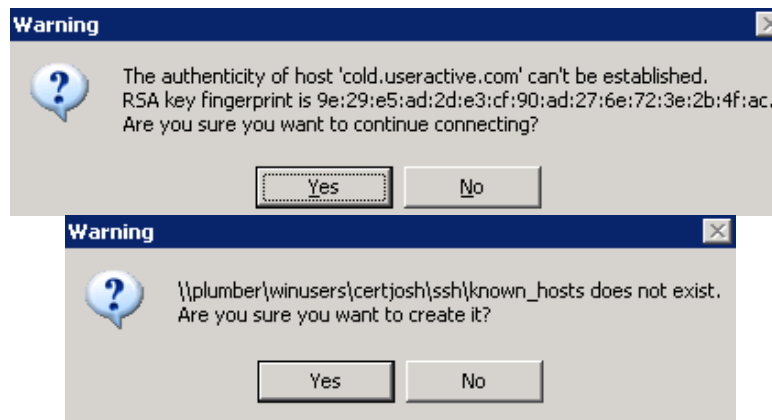 Warning
The authenticity of host 'cold.useractive.com' can't be established.
RSA key fingerprint is 9e:29:e5:ad:2d:e3:cf:90:ad:27:6e:72:3e:2b:4f:ac.
Are you sure you want to continue connecting?
Yes No
Warning
\\plumber\winusers\certjosh\ssh\known_hosts does not exist.
Are you sure you want to create it?
Yes No